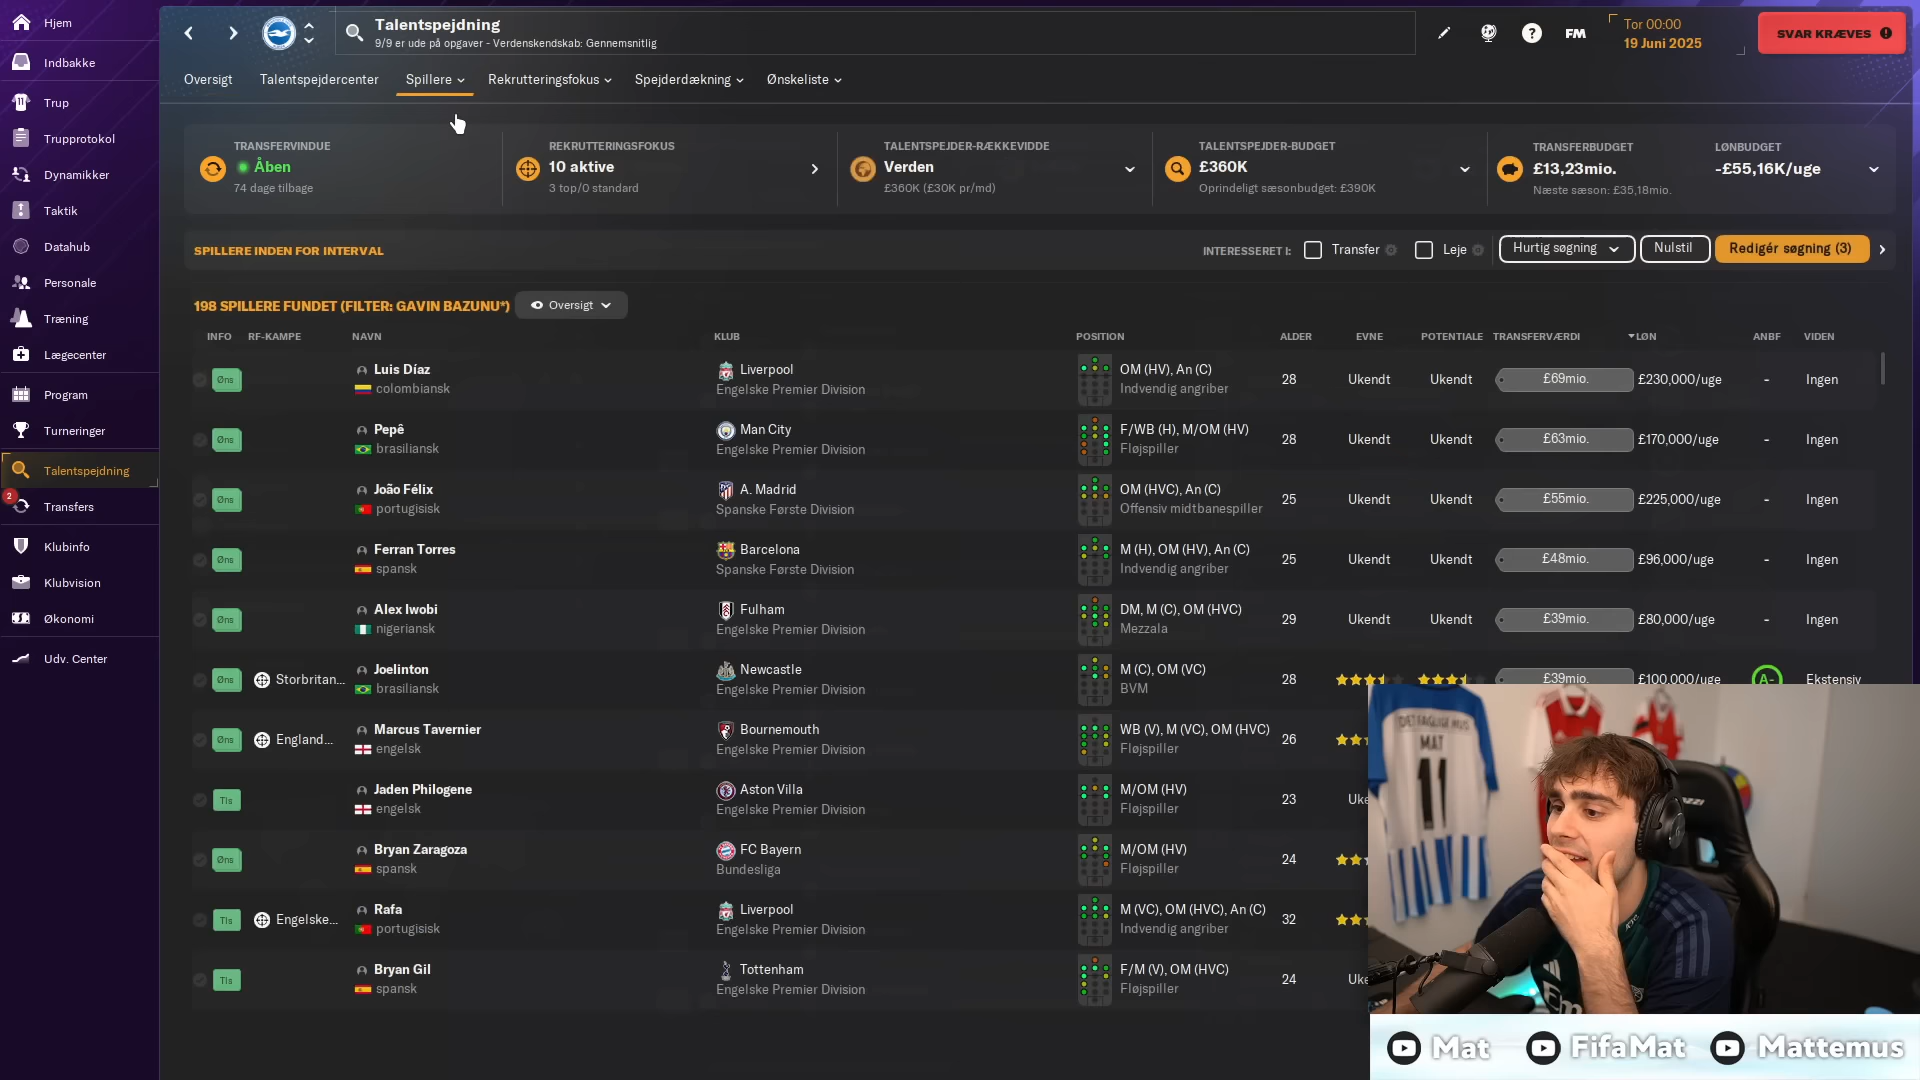 Hjem
Indbakke
Trup
Trupprotokol
Dynamikker
Taktik
Datahub
Personale
Træning
Lægecenter
Program
Turneringer
Talentspejdning
2
Transfers
Klubinfo
Klubvision
Økonomi
Udv. Center
Talentspejdning
9/9 er ude på opgaver - Verdenskendskab: Gennemsnitlig
FM
Tor 00:00
19 Juni 2025
SVAR KRÆVES
Oversigt Talentspejdercenter Spillere Rekrutteringsfokus Spejderdækning Ønskeliste
TRANSFERVINDUE
Åben
74 dage tilbage
REKRUTTERINGSFOKUS
10 aktive
3 top/0 standard
TALENTSPEJDER-RÆKKEVIDDE
Verden
£360K (£30K pr/md)
TALENTSPEJDER-BUDGET
£360K
Oprindeligt sæsonbudget: £390K
TRANSFERBUDGET
£13,23mio.
Næste sæson: £35,18mio.
LØNBUDGET
-£55,16K/uge
SPILLERE INDEN FOR INTERVAL
INTERESSERET I: Transfer Leje Hurtig søgning Nulstil Redigér søgning (3)
198 SPILLERE FUNDET (FILTER: GAVIN BAZUNU*) Oversigt
INFO RF-KAMPE NAVN KLUB POSITION ALDER EVNE POTENTIALE TRANSFERVÆRDI LØN ANBF VIDEN
Øns Luis Díaz Liverpool OM (HV), An (C) 28 Ukendt Ukendt £69mio. £230,000/uge - Ingen
colombiansk Engelske Premier Division Indvendig angriber
Øns Pepê Man City F/WB (H), M/OM (HV) 28 Ukendt Ukendt £63mio. £170,000/uge - Ingen
brasiliansk Engelske Premier Division Fløjspiller
Øns João Félix A. Madrid OM (HVC), An (C) 25 Ukendt Ukendt £55mio. £225,000/uge - Ingen
portugisisk Spanske Første Division Offensiv midtbanespiller
Øns Ferran Torres Barcelona M (H), OM (HV), An (C) 25 Ukendt Ukendt £48mio. £96,000/uge - Ingen
spansk Spanske Første Division Indvendig angriber
Øns Alex Iwobi Fulham DM, M (C), OM (HVC) 29 Ukendt Ukendt £39mio. £80,000/uge - Ingen
nigeriansk Engelske Premier Division Mezzala
Øns Storbritan... Joelinton Newcastle M (C), OM (VC) 28 £39mio. £100,000/uge A- Ekstensiv
brasiliansk Engelske Premier Division BVM
Øns England... Marcus Tavernier Bournemouth WB (V), M (VC), OM (HVC) 26
engelsk Engelske Premier Division Fløjspiller
Tls Jaden Philogene Aston Villa M/OM (HV) 23 Uke
engelsk Engelske Premier Division Fløjspiller
Øns Bryan Zaragoza FC Bayern M/OM (HV) 24
spansk Bundesliga Fløjspiller
Tls Engelske... Rafa Liverpool M (VC), OM (HVC), An (C) 32
portugisisk Engelske Premier Division Indvendig angriber
Tls Bryan Gil Tottenham F/M (V), OM (HVC) 24 Uke
spansk Engelske Premier Division Fløjspiller
MAT
11
Mat FifaMat Mattemus